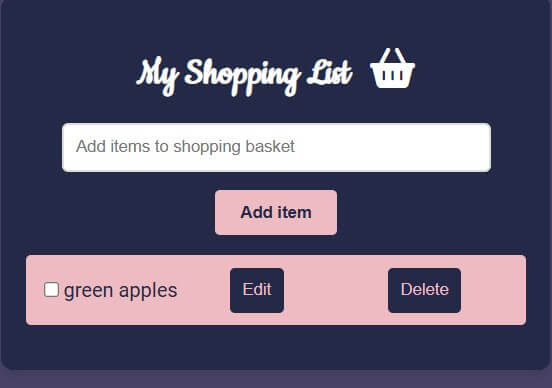 My Shopping List
Add items to shopping basket
Add item
green apples Edit Delete